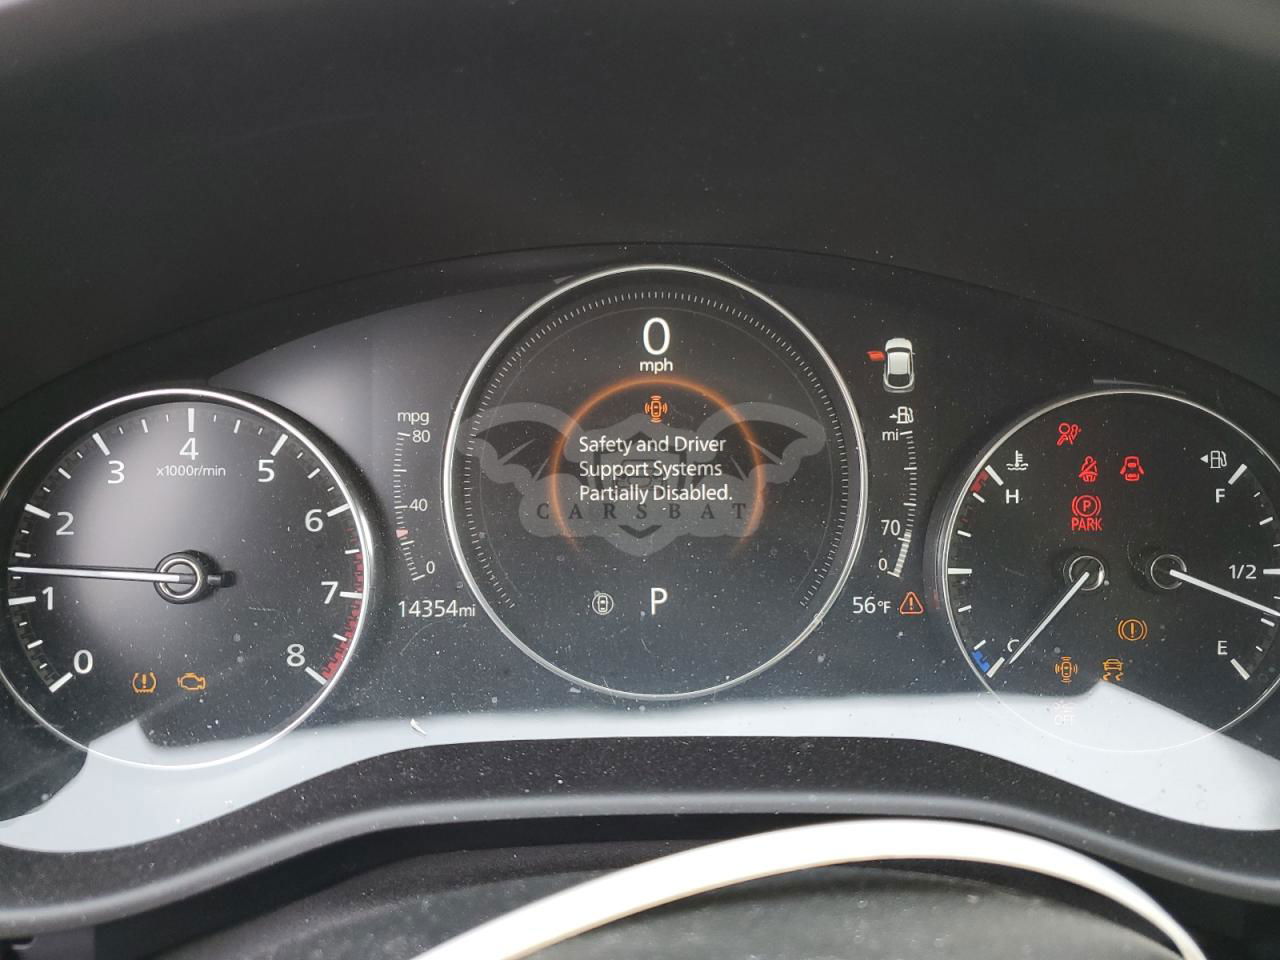 0
mph
Safety and Driver
Support Systems
Partially Disabled.
CARSBAT
P
4
x1000r/min
3
5
2
6
1
7
0
8
mpg
80
40
0
14354mi
mi
70
0
56°F
H
C
P
PARK
OFF
F
1/2
E